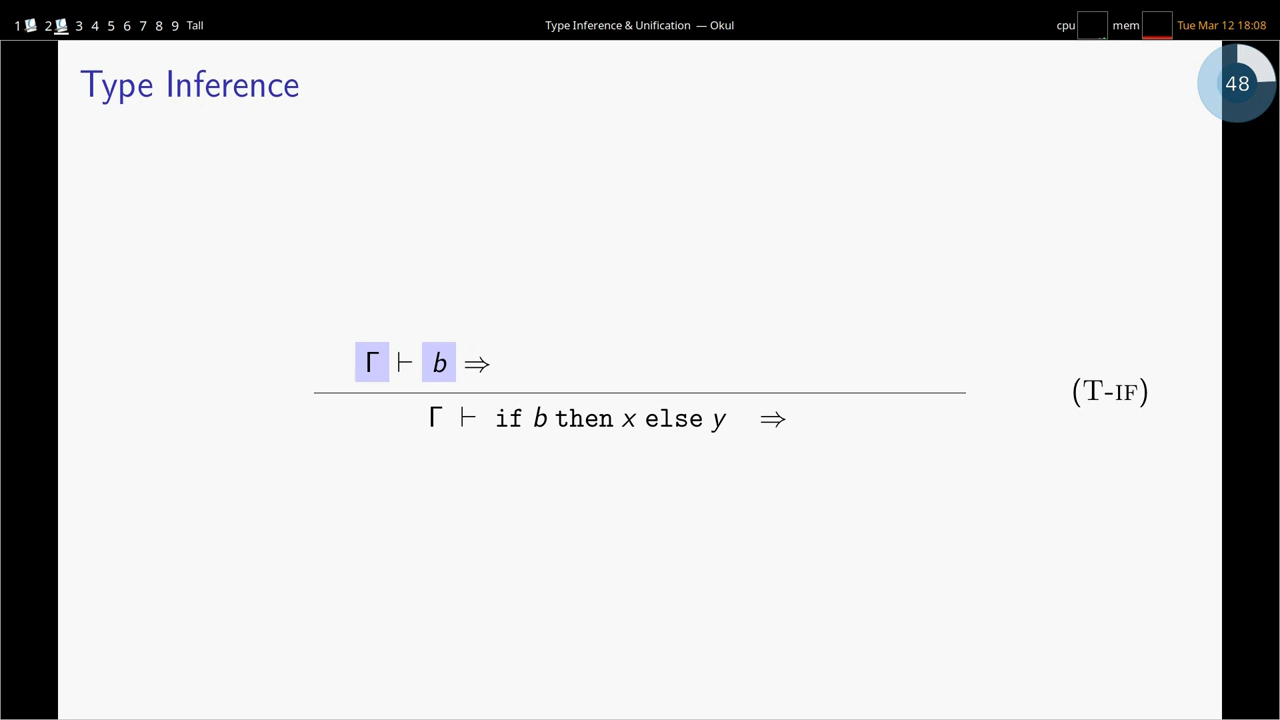 1 2 3 4 5 6 7 8 9 Tall Type Inference & Unification — Okul cpu mem Tue Mar 12 18:08
Type Inference
48
Γ ⊢ b ⇒
Γ ⊢ if b then x else y ⇒
(T-IF)